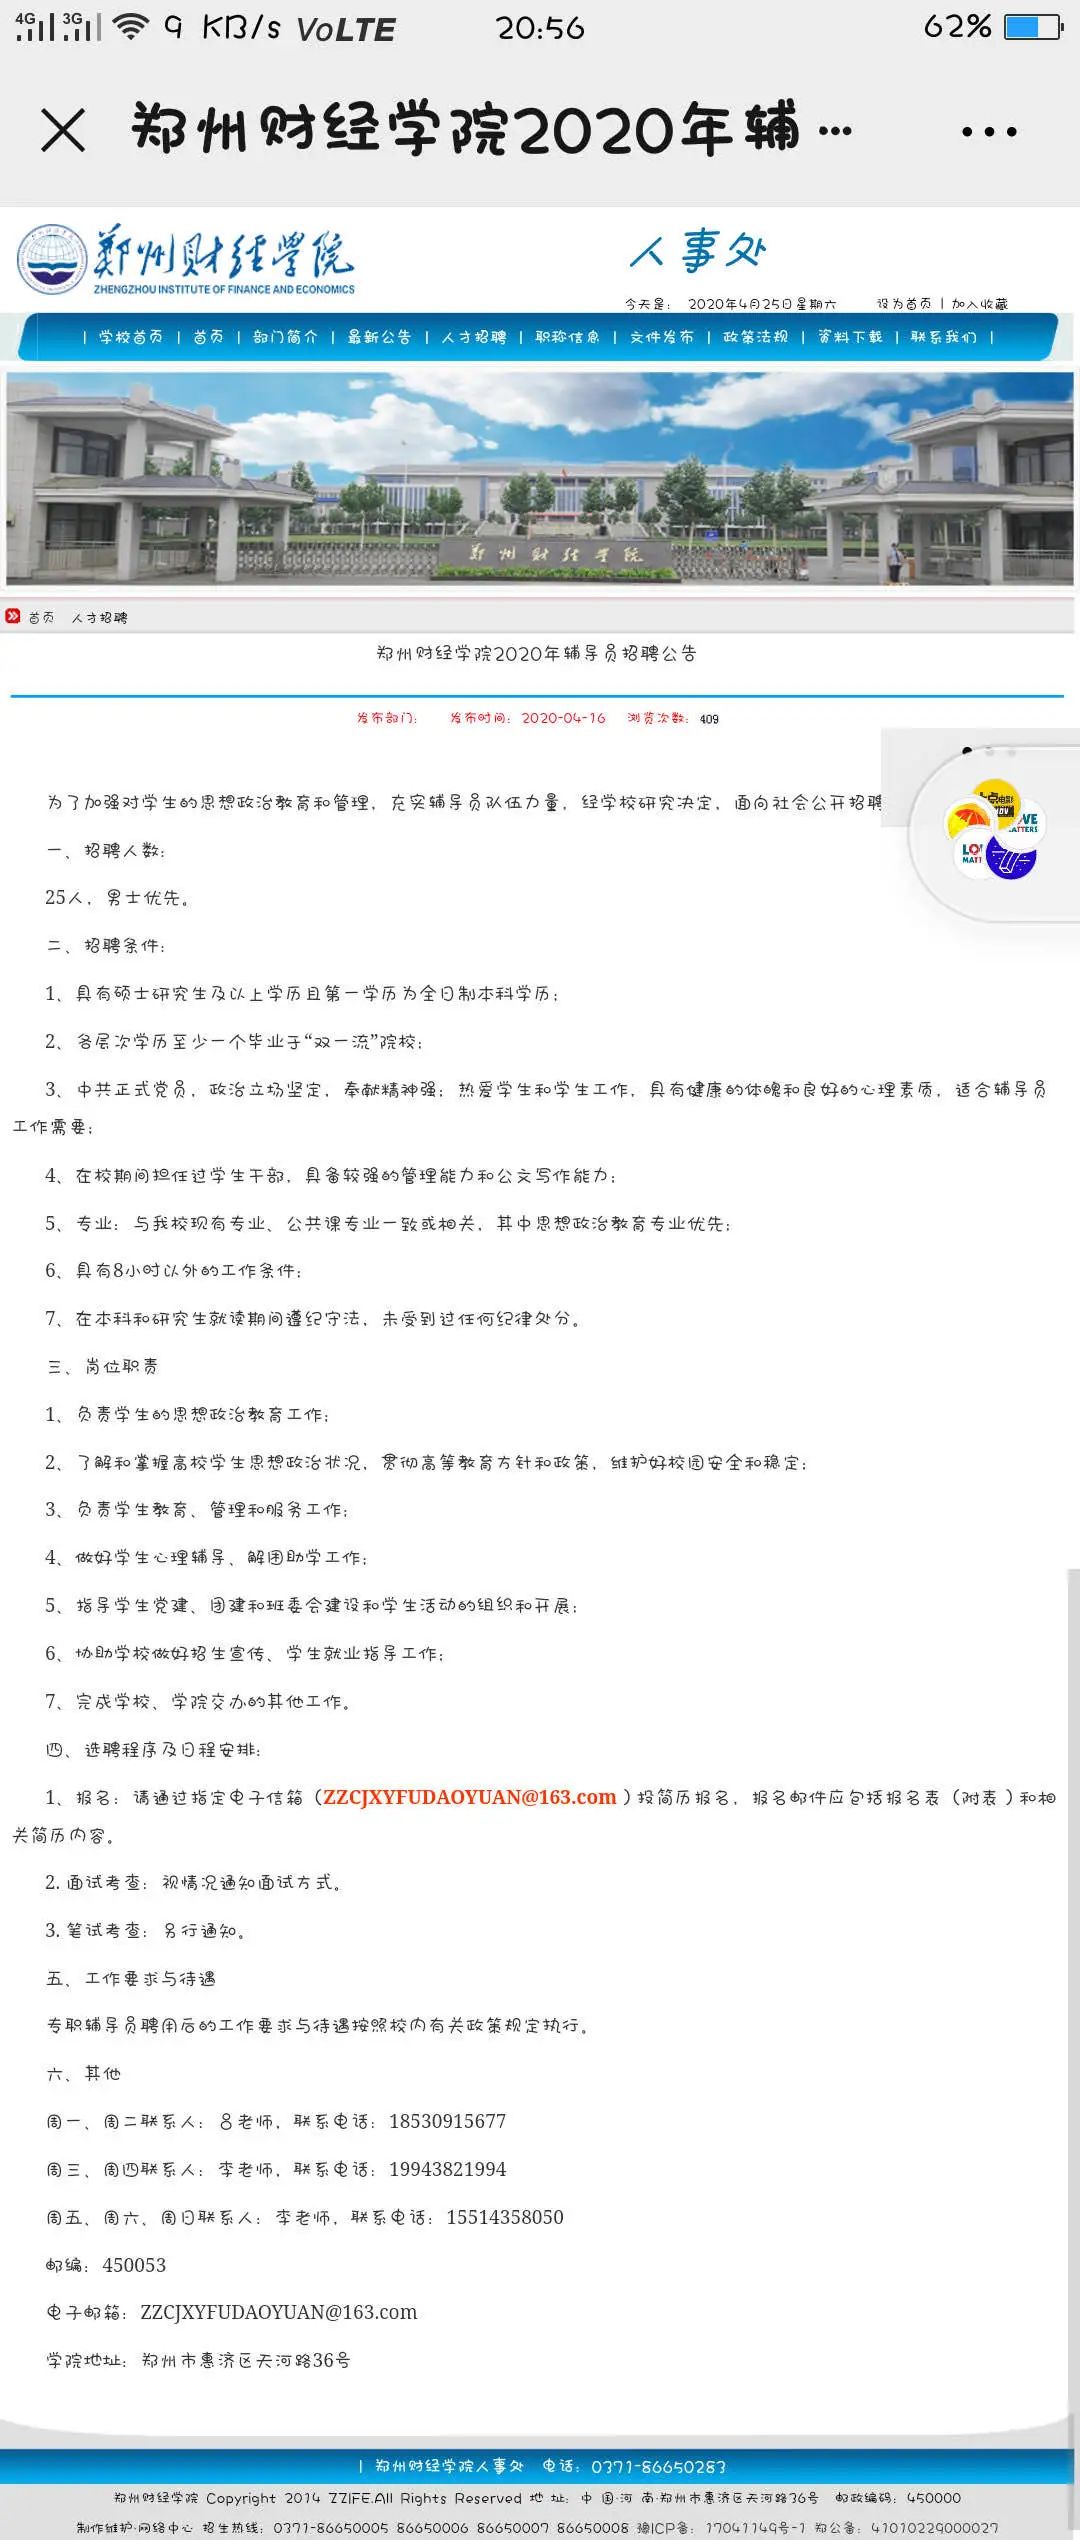 4G 3G 9 KB/s VoLTE 20:56 62%
郑州财经学院2020年辅 ...
郑州财经学院
ZHENGZHOU INSTITUTE OF FINANCE AND ECONOMICS
人事处
今天是: 2020年4月25日星期六 设为首页 | 加入收藏
| 学校首页 | 首页 | 部门简介 | 最新公告 | 人才招聘 | 职称信息 | 文件发布 | 政策法规 | 资料下载 | 联系我们 |
郑州财经学院
首页 人才招聘
郑州财经学院2020年辅导员招聘公告
发布部门: 发布时间: 2020-04-16 浏览次数: 409
为了加强对学生的思想政治教育和管理，充实辅导员队伍力量，经学校研究决定，面向社会公开招聘
一、招聘人数:
25人，男士优先。
二、招聘条件:
1、具有硕士研究生及以上学历且第一学历为全日制本科学历;
2、各层次学历至少一个毕业于“双一流”院校;
3、中共正式党员，政治立场坚定，奉献精神强; 热爱学生和学生工作，具有健康的体魄和良好的心理素质，适合辅导员
工作需要;
4、在校期间担任过学生干部，具备较强的管理能力和公文写作能力;
5、专业: 与我校现有专业、公共课专业一致或相关，其中思想政治教育专业优先;
6、具有8小时以外的工作条件;
7、在本科和研究生就读期间遵纪守法，未受到过任何纪律处分。
三、岗位职责
1、负责学生的思想政治教育工作;
2、了解和掌握高校学生思想政治状况，贯彻高等教育方针和政策，维护好校园安全和稳定;
3、负责学生教育、管理和服务工作;
4、做好学生心理辅导、解困助学工作;
5、指导学生党建、团建和班委会建设和学生活动的组织和开展;
6、协助学校做好招生宣传、学生就业指导工作;
7、完成学校、学院交办的其他工作。
四、选聘程序及日程安排:
1、报名: 请通过指定电子信箱（ZZCJXYFUDAOYUAN@163.com）投简历报名，报名邮件应包括报名表（附表）和相
关简历内容。
2. 面试考查: 视情况通知面试方式。
3. 笔试考查: 另行通知。
五、工作要求与待遇
专职辅导员聘用后的工作要求与待遇按照校内有关政策规定执行。
六、其他
周一、周二联系人: 吕老师，联系电话: 18530915677
周三、周四联系人: 李老师，联系电话: 19943821994
周五、周六、周日联系人: 李老师，联系电话: 15514358050
邮编: 450053
电子邮箱: ZZCJXYFUDAOYUAN@163.com
学院地址: 郑州市惠济区天河路36号
| 郑州财经学院人事处 电话: 0371-86650283
郑州财经学院 Copyright 2014 ZZIFE.All Rights Reserved 地 址: 中 国·河 南·郑州市惠济区天河路36号 邮政编码: 450000
制作维护·网络中心 招生热线: 0371-86650005 86650006 86650007 86650008 豫ICP备: 17041149号-1 郑公备: 41010229000027